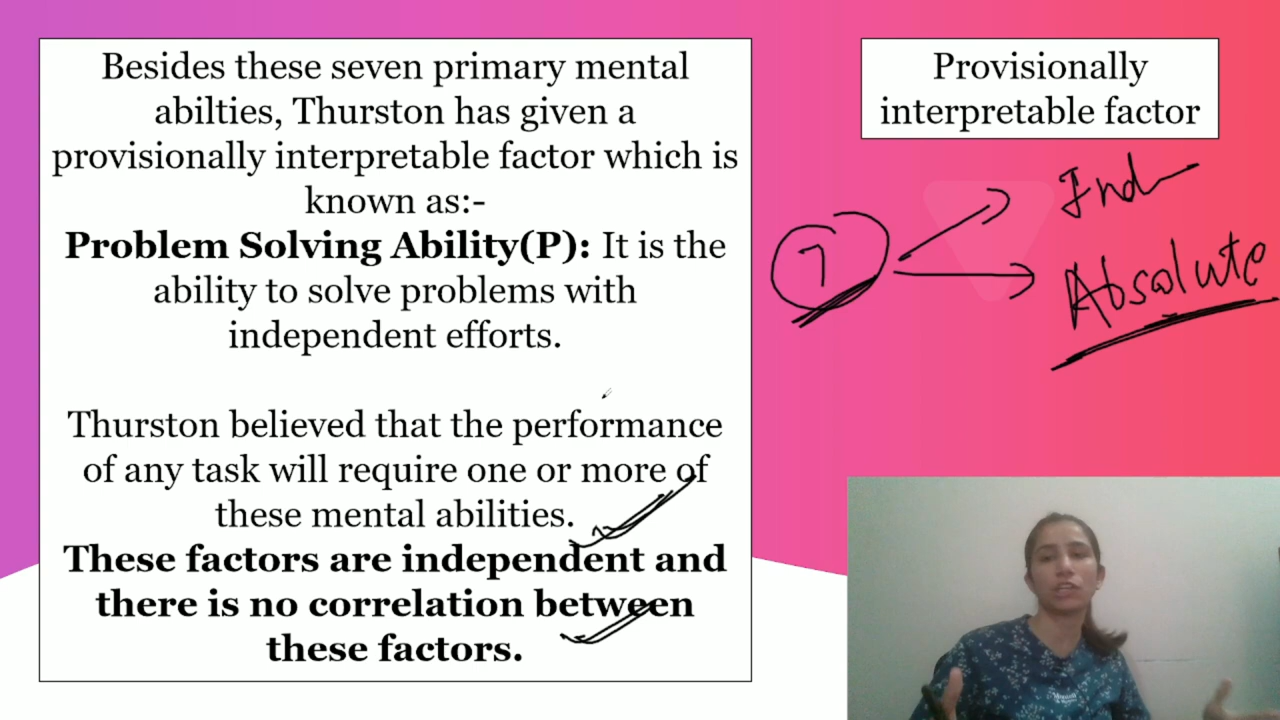 Besides these seven primary mental
abilties, Thurston has given a
provisionally interpretable factor which is
known as:-
Problem Solving Ability(P): It is the
ability to solve problems with
independent efforts.
Thurston believed that the performance
of any task will require one or more of
these mental abilities.
These factors are independent and
there is no correlation between
these factors.
Provisionally
interpretable factor
7
Ind
Absolute